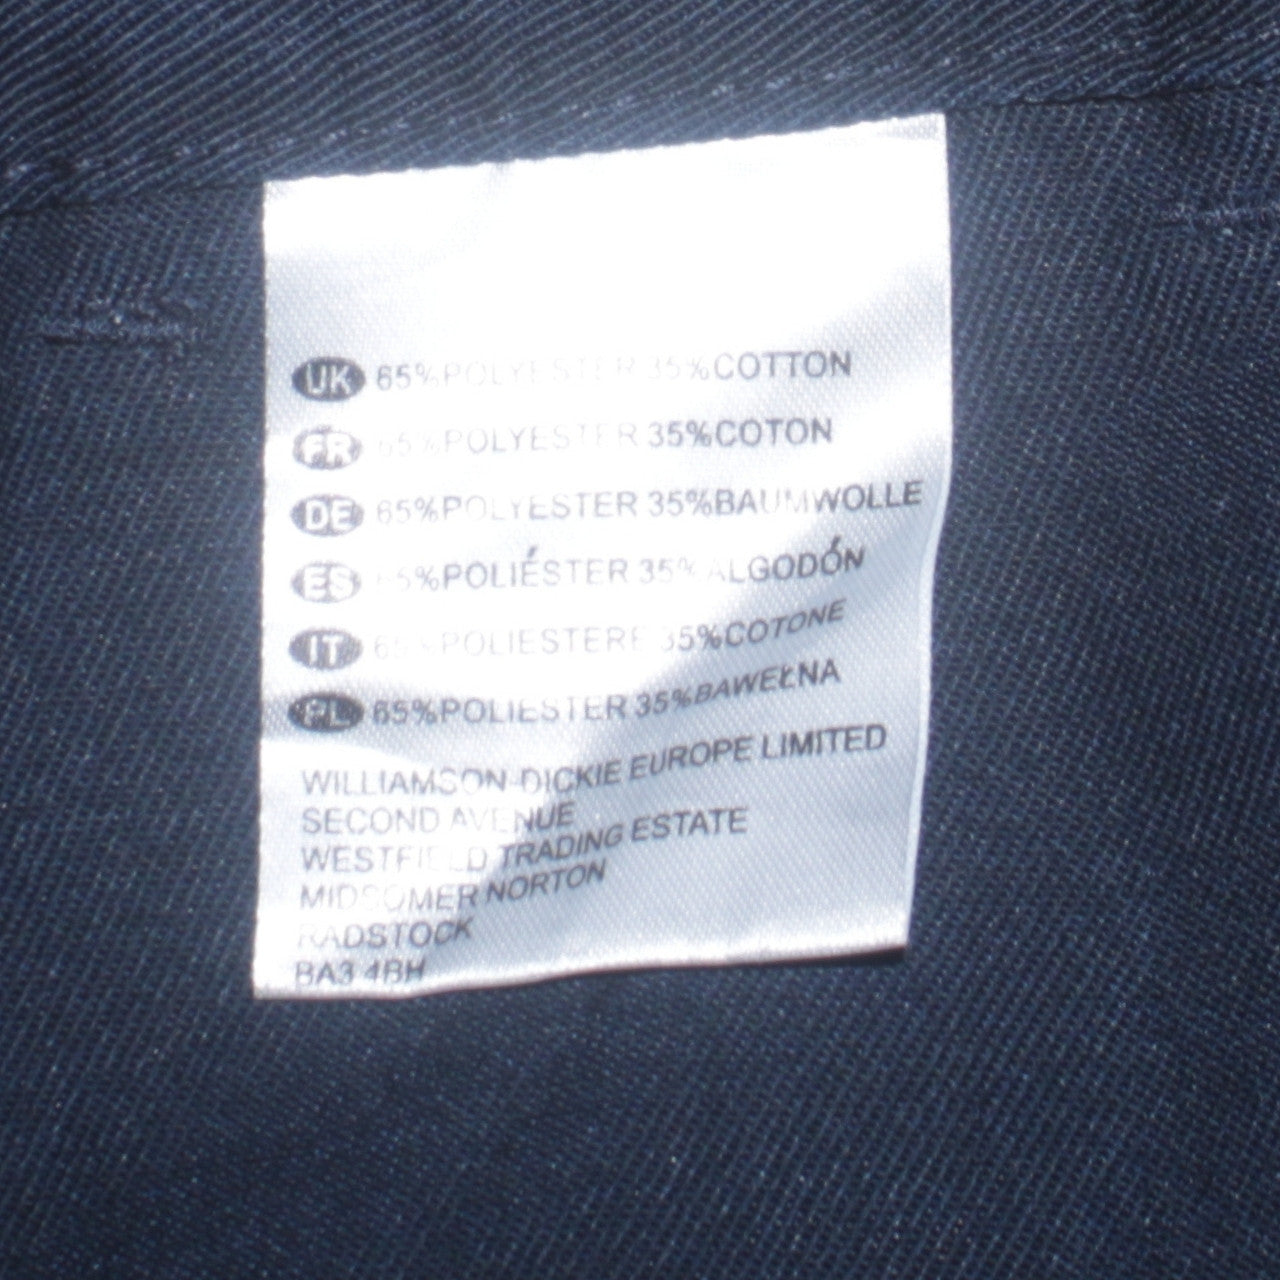 UK 65%POLYESTER 35%COTTON
FR 65%POLYESTER 35%COTON
DE 65%POLYESTER 35%BAUMWOLLE
ES 65%POLIÉSTER 35%ALGODÓN
IT 65%POLIESTERE 35%COTONE
PL 65%POLIESTER 35%BAWEŁNA
WILLIAMSON-DICKIE EUROPE LIMITED
SECOND AVENUE
WESTFIELD TRADING ESTATE
MIDSOMER NORTON
RADSTOCK
BA3 4BH